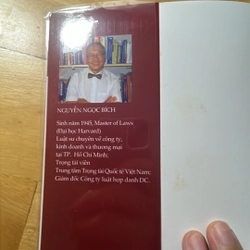 NGUYỄN NGỌC BÍCH
Sinh năm 1945, Master of Laws
(Đại học Harvard)
Luật sư chuyên về công ty,
kinh doanh và thương mại
tại TP. Hồ Chí Minh;
Trọng tài viên
Trung tâm Trọng tài Quốc tế Việt Nam;
Giám đốc Công ty luật hợp danh DC.